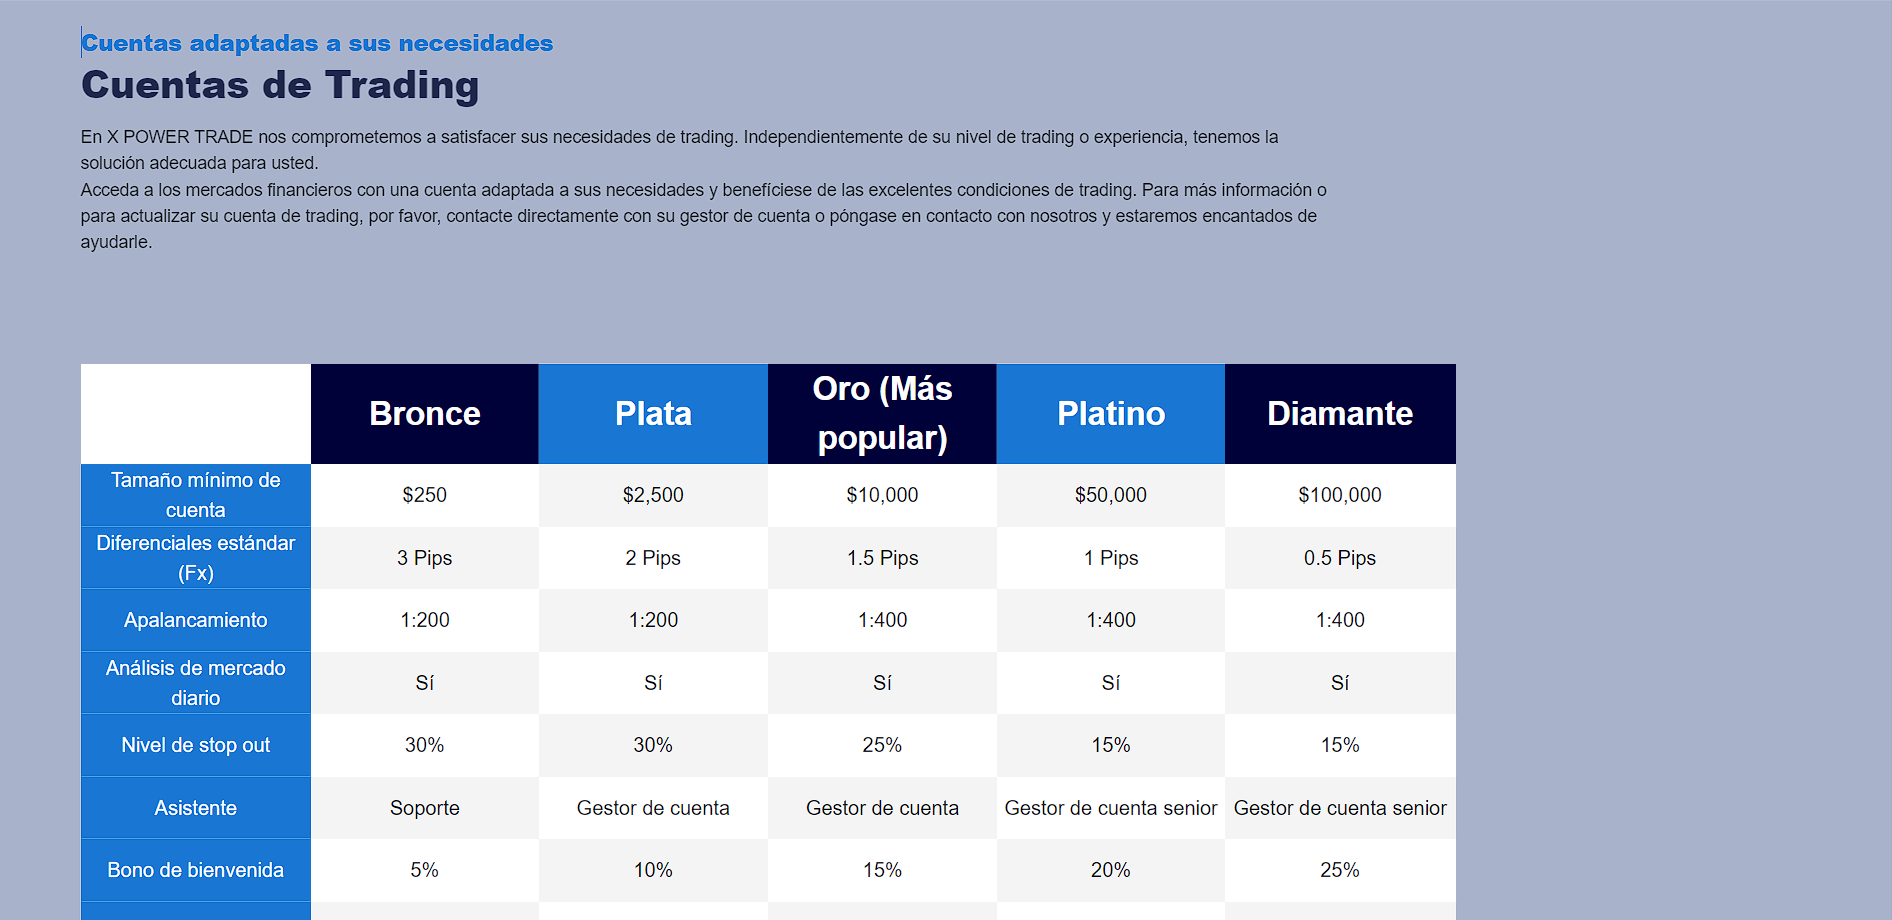 Cuentas adaptadas a sus necesidades
Cuentas de Trading
En X POWER TRADE nos comprometemos a satisfacer sus necesidades de trading. Independientemente de su nivel de trading o experiencia, tenemos la
solución adecuada para usted.
Acceda a los mercados financieros con una cuenta adaptada a sus necesidades y benefíciese de las excelentes condiciones de trading. Para más información o
para actualizar su cuenta de trading, por favor, contacte directamente con su gestor de cuenta o póngase en contacto con nosotros y estaremos encantados de
ayudarle.
Bronce Plata Oro (Más Platino Diamante
popular)
Tamaño mínimo de
cuenta $250 $2,500 $10,000 $50,000 $100,000
Diferenciales estándar
(Fx) 3 Pips 2 Pips 1.5 Pips 1 Pips 0.5 Pips
Apalancamiento 1:200 1:200 1:400 1:400 1:400
Análisis de mercado
diario Sí Sí Sí Sí Sí
Nivel de stop out 30% 30% 25% 15% 15%
Asistente Soporte Gestor de cuenta Gestor de cuenta Gestor de cuenta senior Gestor de cuenta senior
Bono de bienvenida 5% 10% 15% 20% 25%